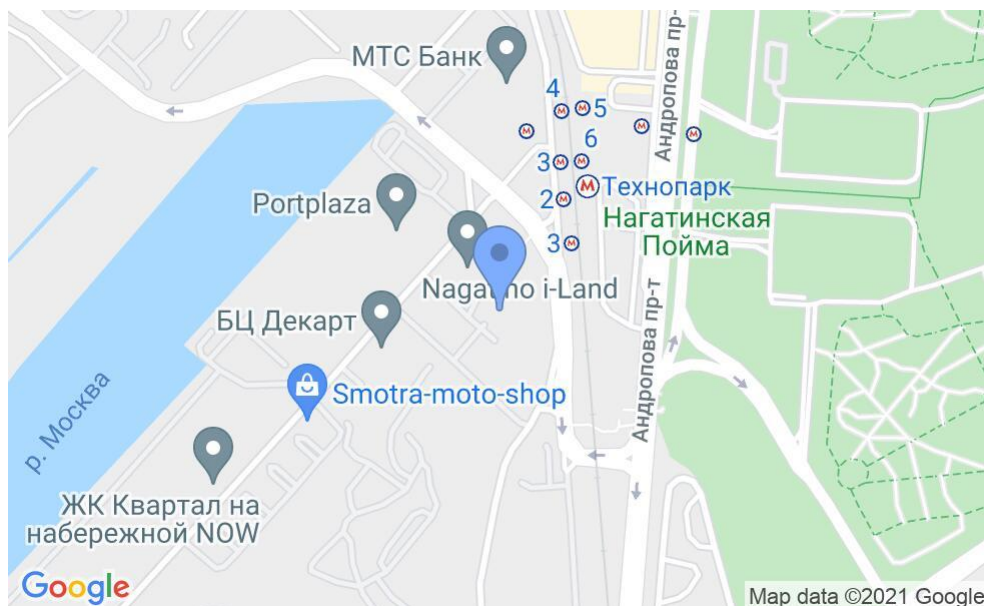 МТС Банк
Андропова пр-
4
5
6
3
Технопарк
Portplaza
2
Нагатинская
Пойма
3
Nagatino i-Land
БЦ Декарт
Андропова пр-т
Smotra-moto-shop
р. Москва
ЖК Квартал на
набережной NOW
Google
Map data ©2021 Google